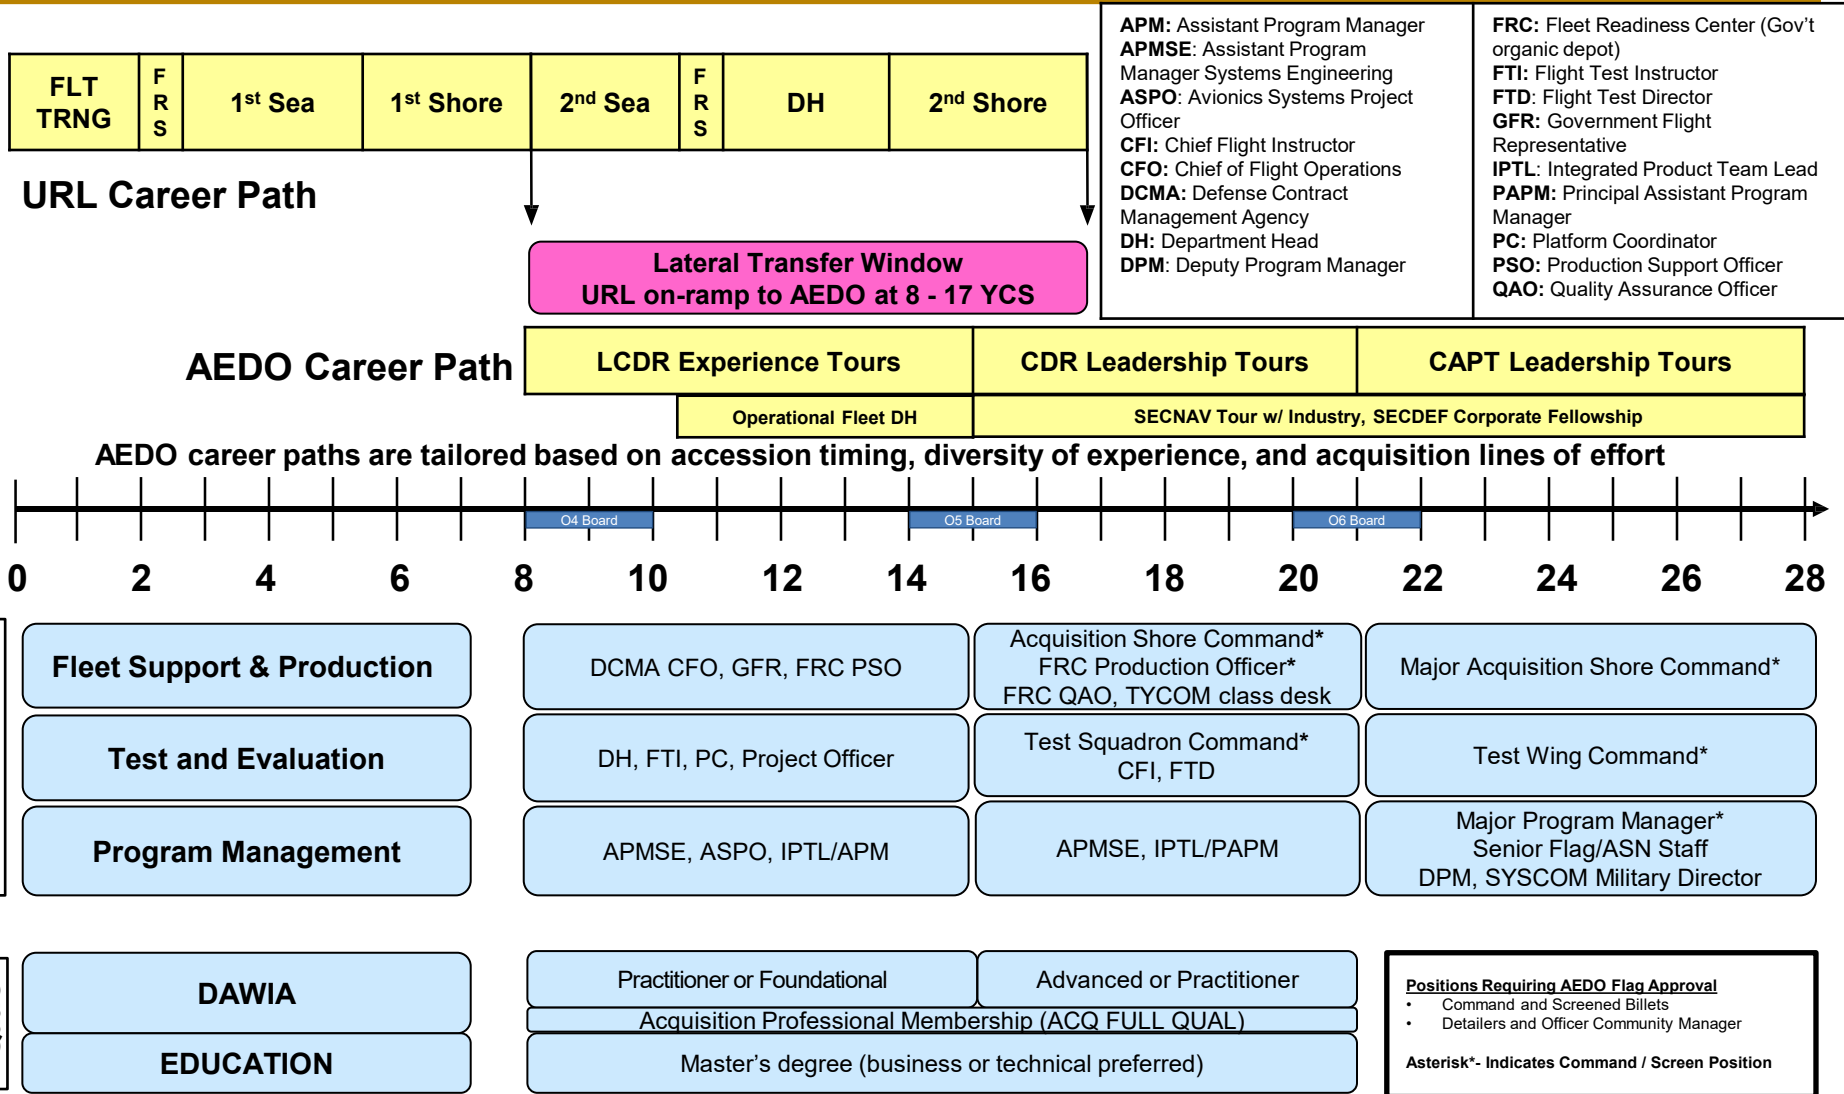 FLT
TRNG
F
R
S
1st Sea
1st Shore
2nd Sea
F
R
S
DH
2nd Shore
URL Career Path
APM: Assistant Program Manager
APMSE: Assistant Program
Manager Systems Engineering
ASPO: Avionics Systems Project
Officer
CFI: Chief Flight Instructor
CFO: Chief of Flight Operations
DCMA: Defense Contract
Management Agency
DH: Department Head
DPM: Deputy Program Manager
FRC: Fleet Readiness Center (Gov't
organic depot)
FTI: Flight Test Instructor
FTD: Flight Test Director
GFR: Government Flight
Representative
IPTL: Integrated Product Team Lead
PAPM: Principal Assistant Program
Manager
PC: Platform Coordinator
PSO: Production Support Officer
QAO: Quality Assurance Officer
Lateral Transfer Window
URL on-ramp to AEDO at 8 - 17 YCS
AEDO Career Path
LCDR Experience Tours
CDR Leadership Tours
CAPT Leadership Tours
Operational Fleet DH
SECNAV Tour w/ Industry, SECDEF Corporate Fellowship
AEDO career paths are tailored based on accession timing, diversity of experience, and acquisition lines of effort
O4 Board
O5 Board
O6 Board
0 2 4 6 8 10 12 14 16 18 20 22 24 26 28
Fleet Support & Production
DCMA CFO, GFR, FRC PSO
Acquisition Shore Command*
FRC Production Officer*
FRC QAO, TYCOM class desk
Major Acquisition Shore Command*
Test and Evaluation
DH, FTI, PC, Project Officer
Test Squadron Command*
CFI, FTD
Test Wing Command*
Program Management
APMSE, ASPO, IPTL/APM
APMSE, IPTL/PAPM
Major Program Manager*
Senior Flag/ASN Staff
DPM, SYSCOM Military Director
DAWIA
Practitioner or Foundational
Advanced or Practitioner
Acquisition Professional Membership (ACQ FULL QUAL)
EDUCATION
Master's degree (business or technical preferred)
Positions Requiring AEDO Flag Approval
• Command and Screened Billets
• Detailers and Officer Community Manager
Asterisk*- Indicates Command / Screen Position